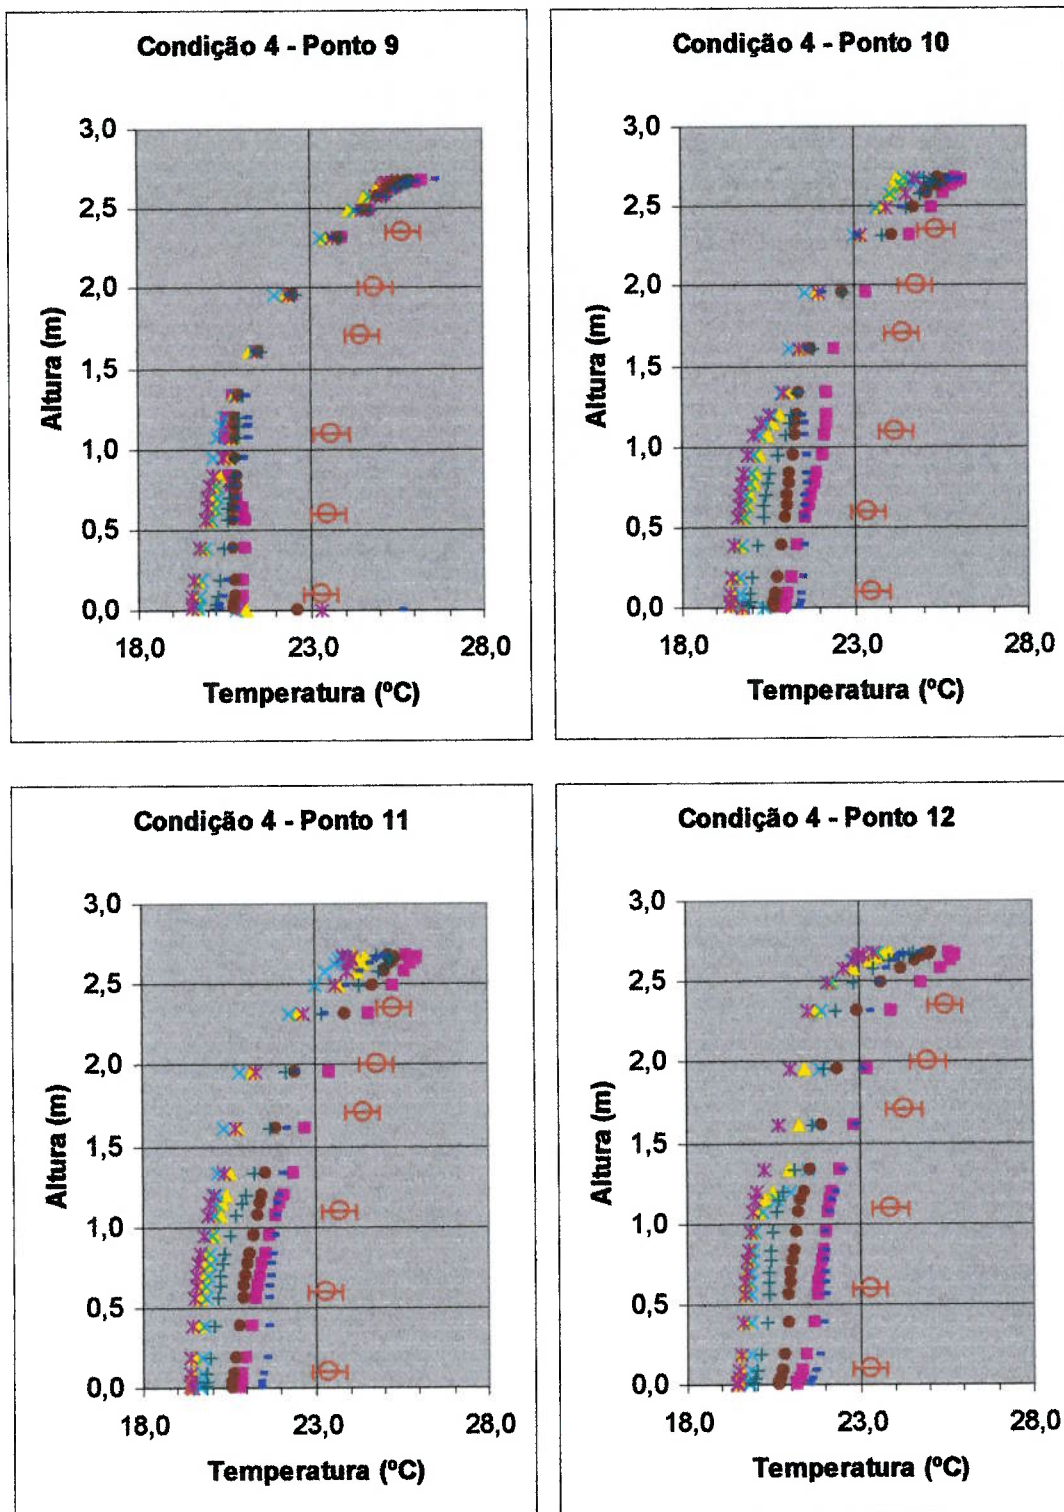 Condição 4 - Ponto 9
3,0
2,5
2,0
1,5
1,0
0,5
0,0
Altura (m)
18,0 23,0 28,0
Temperatura (ºC)
Condição 4 - Ponto 10
3,0
2,5
2,0
1,5
1,0
0,5
0,0
Altura (m)
18,0 23,0 28,0
Temperatura (ºC)
Condição 4 - Ponto 11
3,0
2,5
2,0
1,5
1,0
0,5
0,0
Altura (m)
18,0 23,0 28,0
Temperatura (ºC)
Condição 4 - Ponto 12
3,0
2,5
2,0
1,5
1,0
0,5
0,0
Altura (m)
18,0 23,0 28,0
Temperatura (ºC)